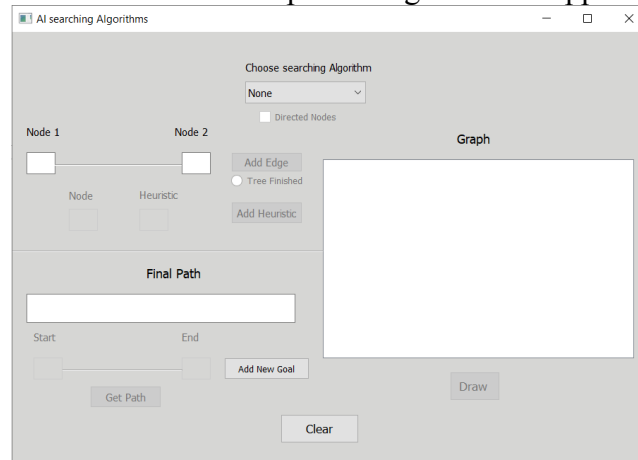 AI searching Algorithms
Choose searching Algorithm
None
Directed Nodes
Node 1
Node 2
Graph
Add Edge
Tree Finished
Node
Heuristic
Add Heuristic
Final Path
Start
End
Add New Goal
Get Path
Draw
Clear